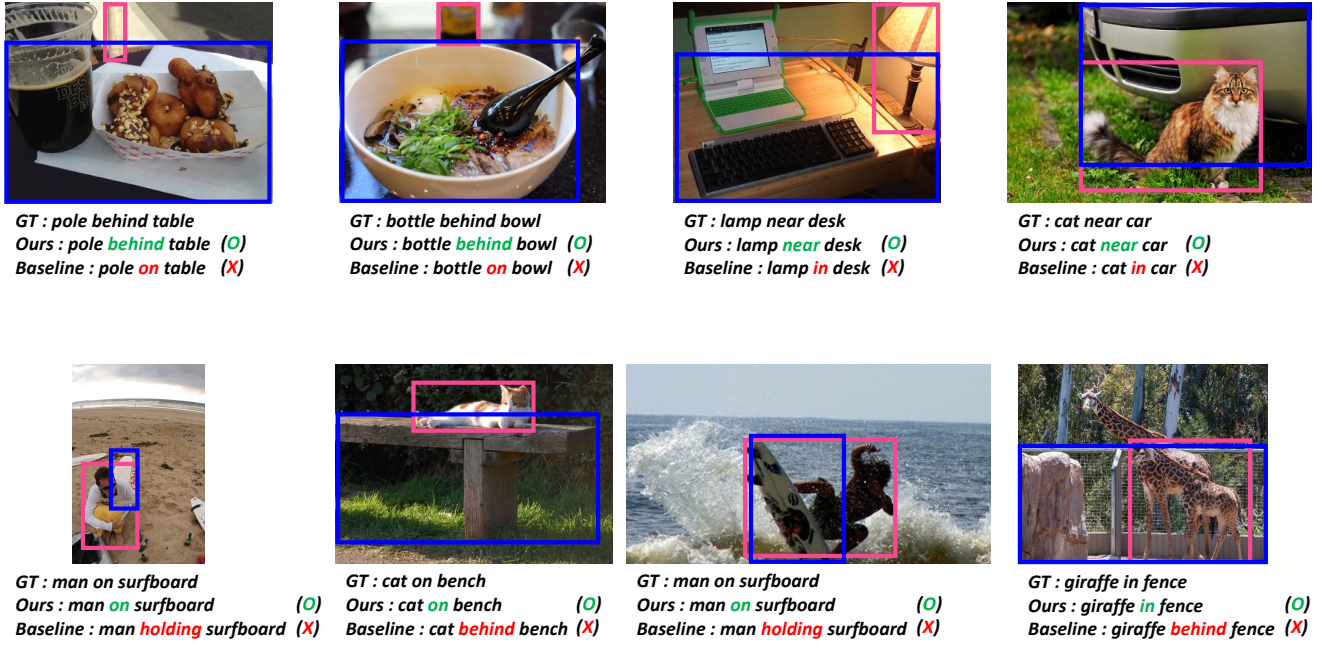 GT : pole behind table
Ours : pole behind table (O)
Baseline : pole on table (X)
GT : bottle behind bowl
Ours : bottle behind bowl (O)
Baseline : bottle on bowl (X)
GT : lamp near desk
Ours : lamp near desk (O)
Baseline : lamp in desk (X)
GT : cat near car
Ours : cat near car (O)
Baseline : cat in car (X)
GT : man on surfboard
Ours : man on surfboard (O)
Baseline : man holding surfboard (X)
GT : cat on bench
Ours : cat on bench (O)
Baseline : cat behind bench (X)
GT : man on surfboard
Ours : man on surfboard (O)
Baseline : man holding surfboard (X)
GT : giraffe in fence
Ours : giraffe in fence (O)
Baseline : giraffe behind fence (X)